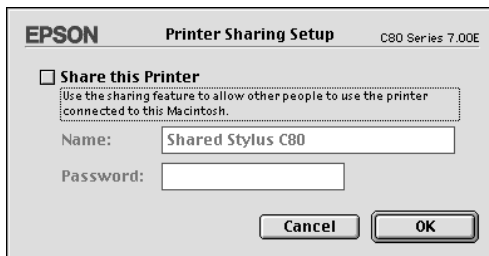 EPSON Printer Sharing Setup C80 Series 7.00E
Share this Printer
Use the sharing feature to allow other people to use the printer
connected to this Macintosh.
Name: Shared Stylus C80
Password:
Cancel OK